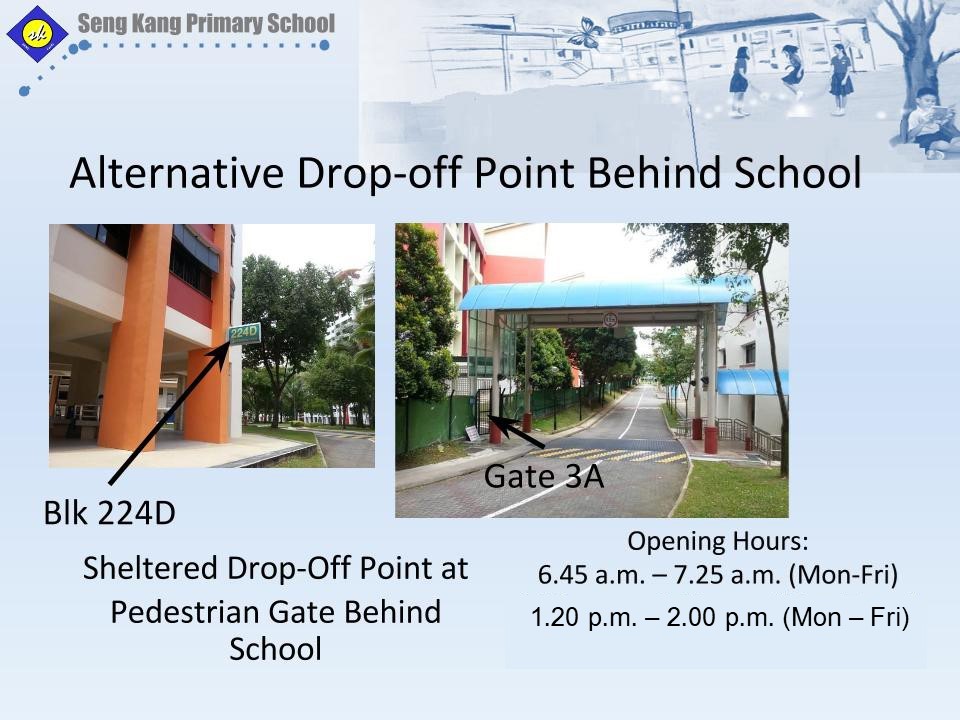 Seng Kang Primary School
Alternative Drop-off Point Behind School
224D
Gate 3A
Blk 224D
Sheltered Drop-Off Point at
Pedestrian Gate Behind
School
Opening Hours:
6.45 a.m. – 7.25 a.m. (Mon-Fri)
1.20 p.m. – 2.00 p.m. (Mon – Fri)